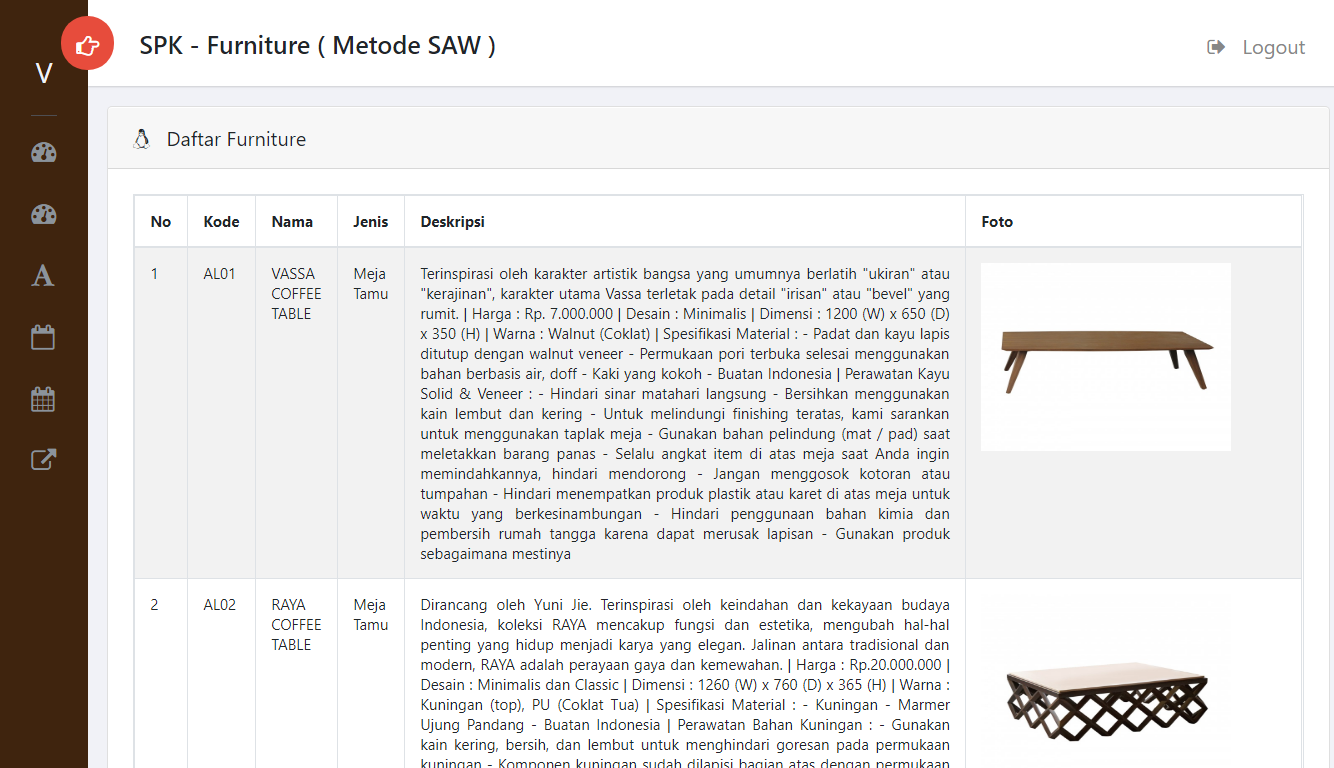 V
SPK - Furniture ( Metode SAW )
Logout
Daftar Furniture
No Kode Nama Jenis Deskripsi Foto
1 AL01
VASSA
COFFEE
TABLE
Meja
Tamu
Terinspirasi oleh karakter artistik bangsa yang umumnya berlatih "ukiran" atau
"kerajinan", karakter utama Vassa terletak pada detail "irisan" atau "bevel" yang
rumit. | Harga : Rp. 7.000.000 | Desain : Minimalis | Dimensi : 1200 (W) x 650 (D)
x 350 (H) | Warna : Walnut (Coklat) | Spesifikasi Material : - Padat dan kayu lapis
ditutup dengan walnut veneer - Permukaan pori terbuka selesai menggunakan
bahan berbasis air, doff - Kaki yang kokoh - Buatan Indonesia | Perawatan Kayu
Solid & Veneer : - Hindari sinar matahari langsung - Bersihkan menggunakan
kain lembut dan kering - Untuk melindungi finishing teratas, kami sarankan
untuk menggunakan taplak meja - Gunakan bahan pelindung (mat / pad) saat
meletakkan barang panas - Selalu angkat item di atas meja saat Anda ingin
memindahkannya, hindari mendorong - Jangan menggosok kotoran atau
tumpahan - Hindari menempatkan produk plastik atau karet di atas meja untuk
waktu yang berkesinambungan - Hindari penggunaan bahan kimia dan
pembersih rumah tangga karena dapat merusak lapisan - Gunakan produk
sebagaimana mestinya
2 AL02
RAYA
COFFEE
TABLE
Meja
Tamu
Dirancang oleh Yuni Jie. Terinspirasi oleh keindahan dan kekayaan budaya
Indonesia, koleksi RAYA mencakup fungsi dan estetika, mengubah hal-hal
penting yang hidup menjadi karya yang elegan. Jalinan antara tradisional dan
modern, RAYA adalah perayaan gaya dan kemewahan. | Harga : Rp.20.000.000 |
Desain : Minimalis dan Classic | Dimensi : 1260 (W) x 760 (D) x 365 (H) | Warna :
Kuningan (top), PU (Coklat Tua) | Spesifikasi Material : - Kuningan - Marmer
Ujung Pandang - Buatan Indonesia | Perawatan Bahan Kuningan : - Gunakan
kain kering, bersih, dan lembut untuk menghindari goresan pada permukaan
kuningan - Komponen kuningan sudah dilapisi bagian atas dengan permukaan